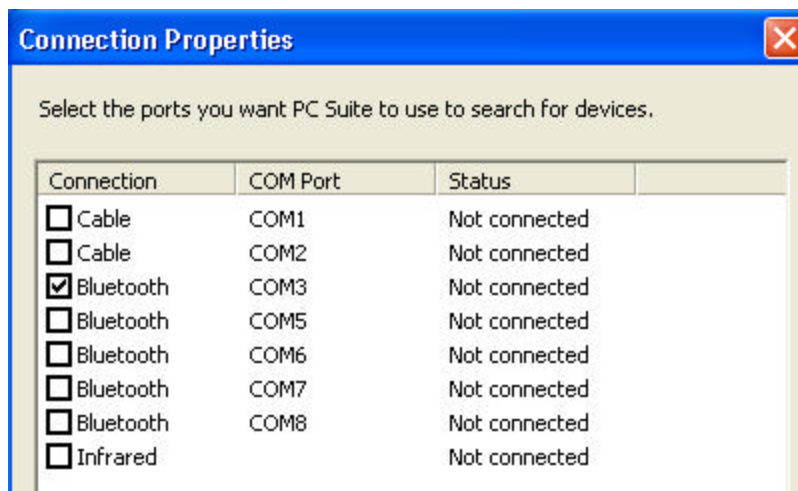 Connection Properties
Select the ports you want PC Suite to use to search for devices.
Connection COM Port Status
Cable COM1 Not connected
Cable COM2 Not connected
Bluetooth COM3 Not connected
Bluetooth COM5 Not connected
Bluetooth COM6 Not connected
Bluetooth COM7 Not connected
Bluetooth COM8 Not connected
Infrared Not connected